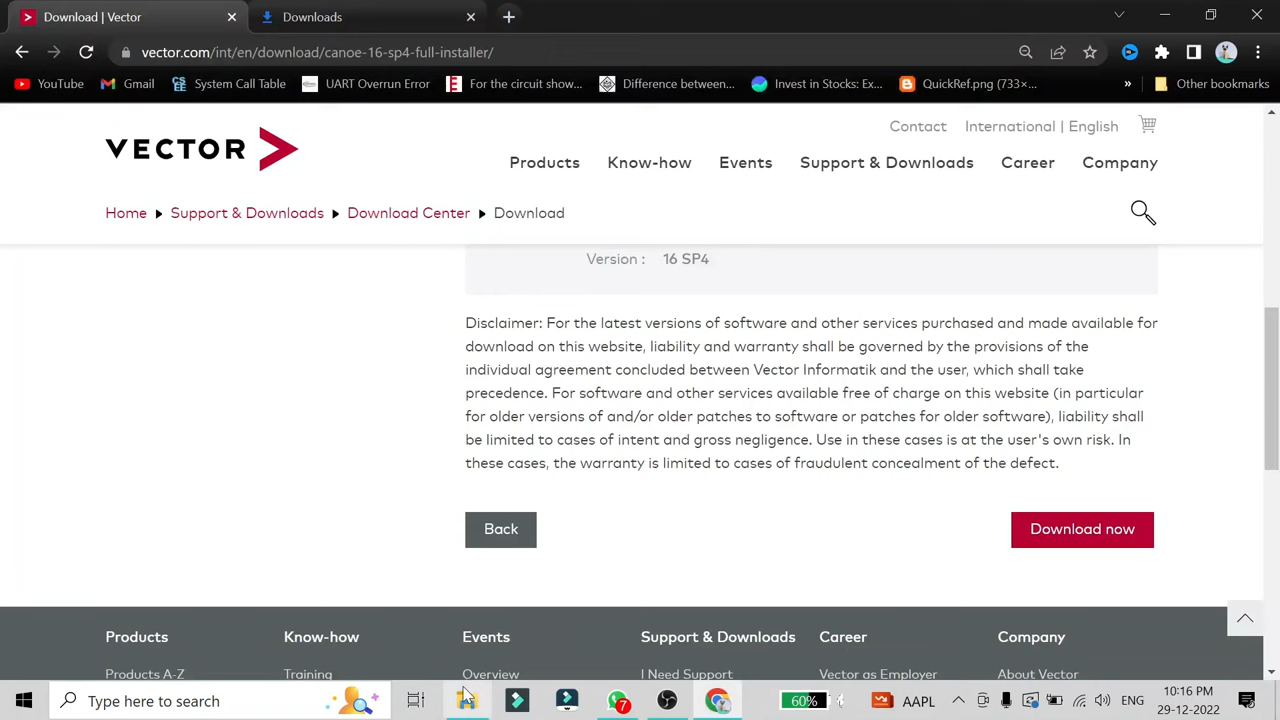 Download | Vector
Downloads
vector.com/int/en/download/canoe-16-sp4-full-installer/
YouTube
Gmail
System Call Table
UART Overrun Error
For the circuit show...
Difference between...
Invest in Stocks: Ex...
QuickRef.png (733×...
»
Other bookmarks
VECTOR
Contact
International | English
Products
Know-how
Events
Support & Downloads
Career
Company
Home
Support & Downloads
Download Center
Download
Version : 16 SP4
Disclaimer: For the latest versions of software and other services purchased and made available for
download on this website, liability and warranty shall be governed by the provisions of the
individual agreement concluded between Vector Informatik and the user, which shall take
precedence. For software and other services available free of charge on this website (in particular
for older versions of and/or older patches to software or patches for older software), liability shall
be limited to cases of intent and gross negligence. Use in these cases is at the user's own risk. In
these cases, the warranty is limited to cases of fraudulent concealment of the defect.
Back
Download now
Products
Know-how
Events
Support & Downloads
Career
Company
Products A-Z
Training
Overview
I Need Support
Vector as Employer
About Vector
Type here to search
7
60%
AAPL
ENG
10:16 PM
29-12-2022